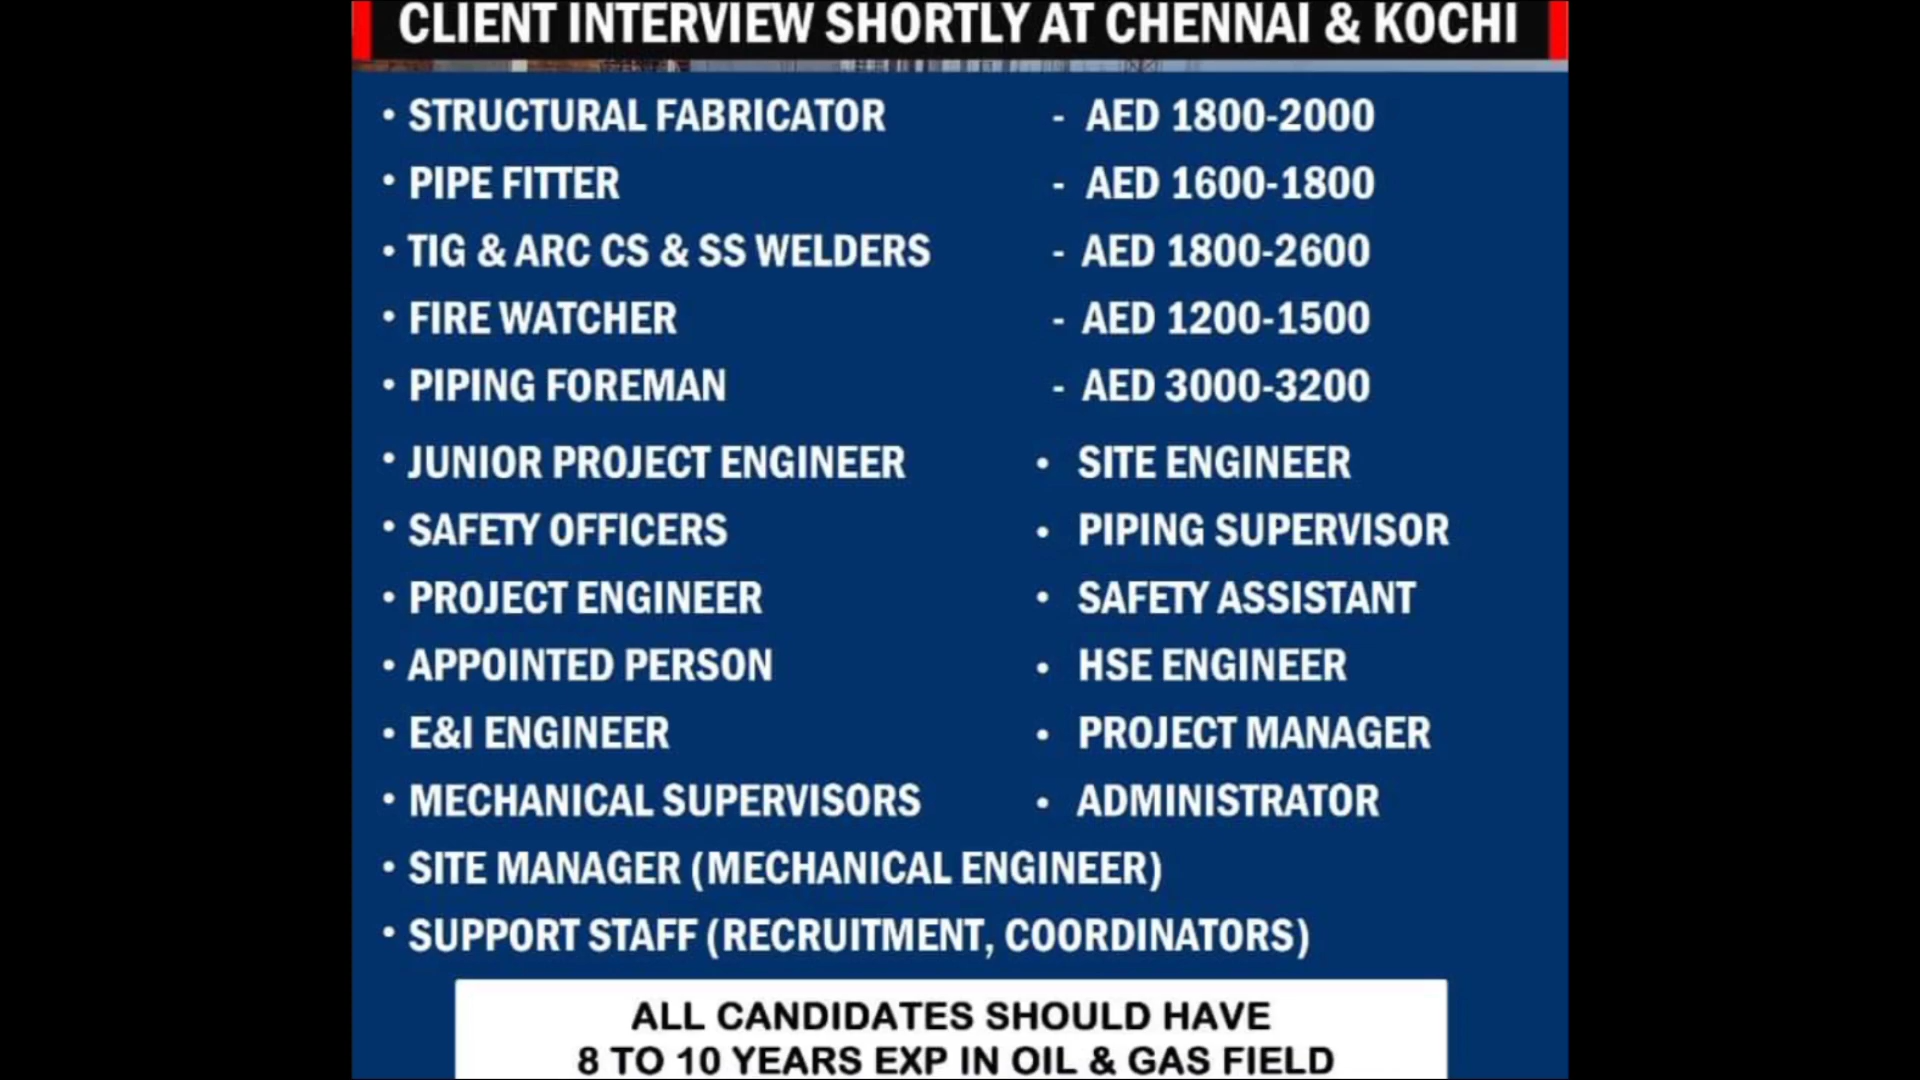 CLIENT INTERVIEW SHORTLY AT CHENNAI & KOCHI
• STRUCTURAL FABRICATOR - AED 1800-2000
• PIPE FITTER - AED 1600-1800
• TIG & ARC CS & SS WELDERS - AED 1800-2600
• FIRE WATCHER - AED 1200-1500
• PIPING FOREMAN - AED 3000-3200
• JUNIOR PROJECT ENGINEER • SITE ENGINEER
• SAFETY OFFICERS • PIPING SUPERVISOR
• PROJECT ENGINEER • SAFETY ASSISTANT
• APPOINTED PERSON • HSE ENGINEER
• E&I ENGINEER • PROJECT MANAGER
• MECHANICAL SUPERVISORS • ADMINISTRATOR
• SITE MANAGER (MECHANICAL ENGINEER)
• SUPPORT STAFF (RECRUITMENT, COORDINATORS)
ALL CANDIDATES SHOULD HAVE
8 TO 10 YEARS EXP IN OIL & GAS FIELD